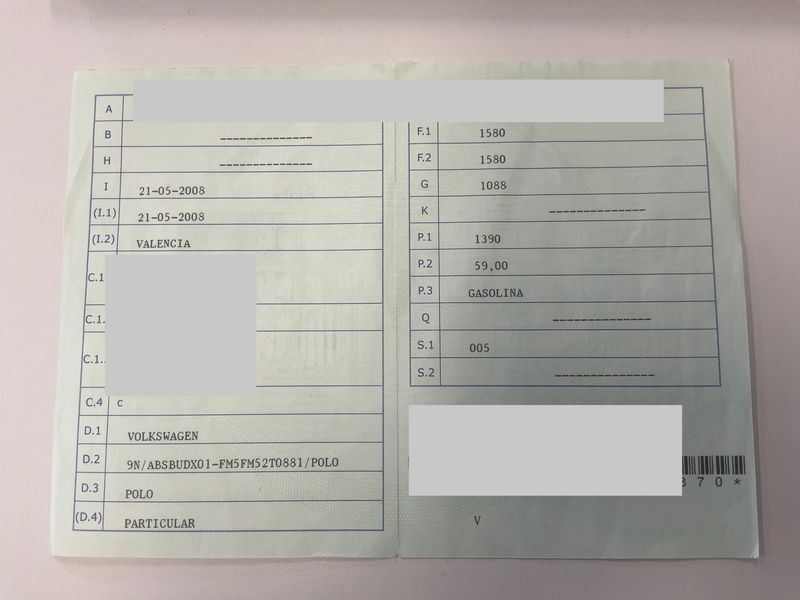 A
B --------------
H --------------
I 21-05-2008
(I.1) 21-05-2008
(I.2) VALENCIA
C.1
C.1.
C.1.
C.4 c
D.1 VOLKSWAGEN
D.2 9N/ABSBUDX01-FM5FM52T0881/POLO
D.3 POLO
(D.4) PARTICULAR
F.1 1580
F.2 1580
G 1088
K --------------
P.1 1390
P.2 59,00
P.3 GASOLINA
Q --------------
S.1 005
S.2 --------------
70*
V